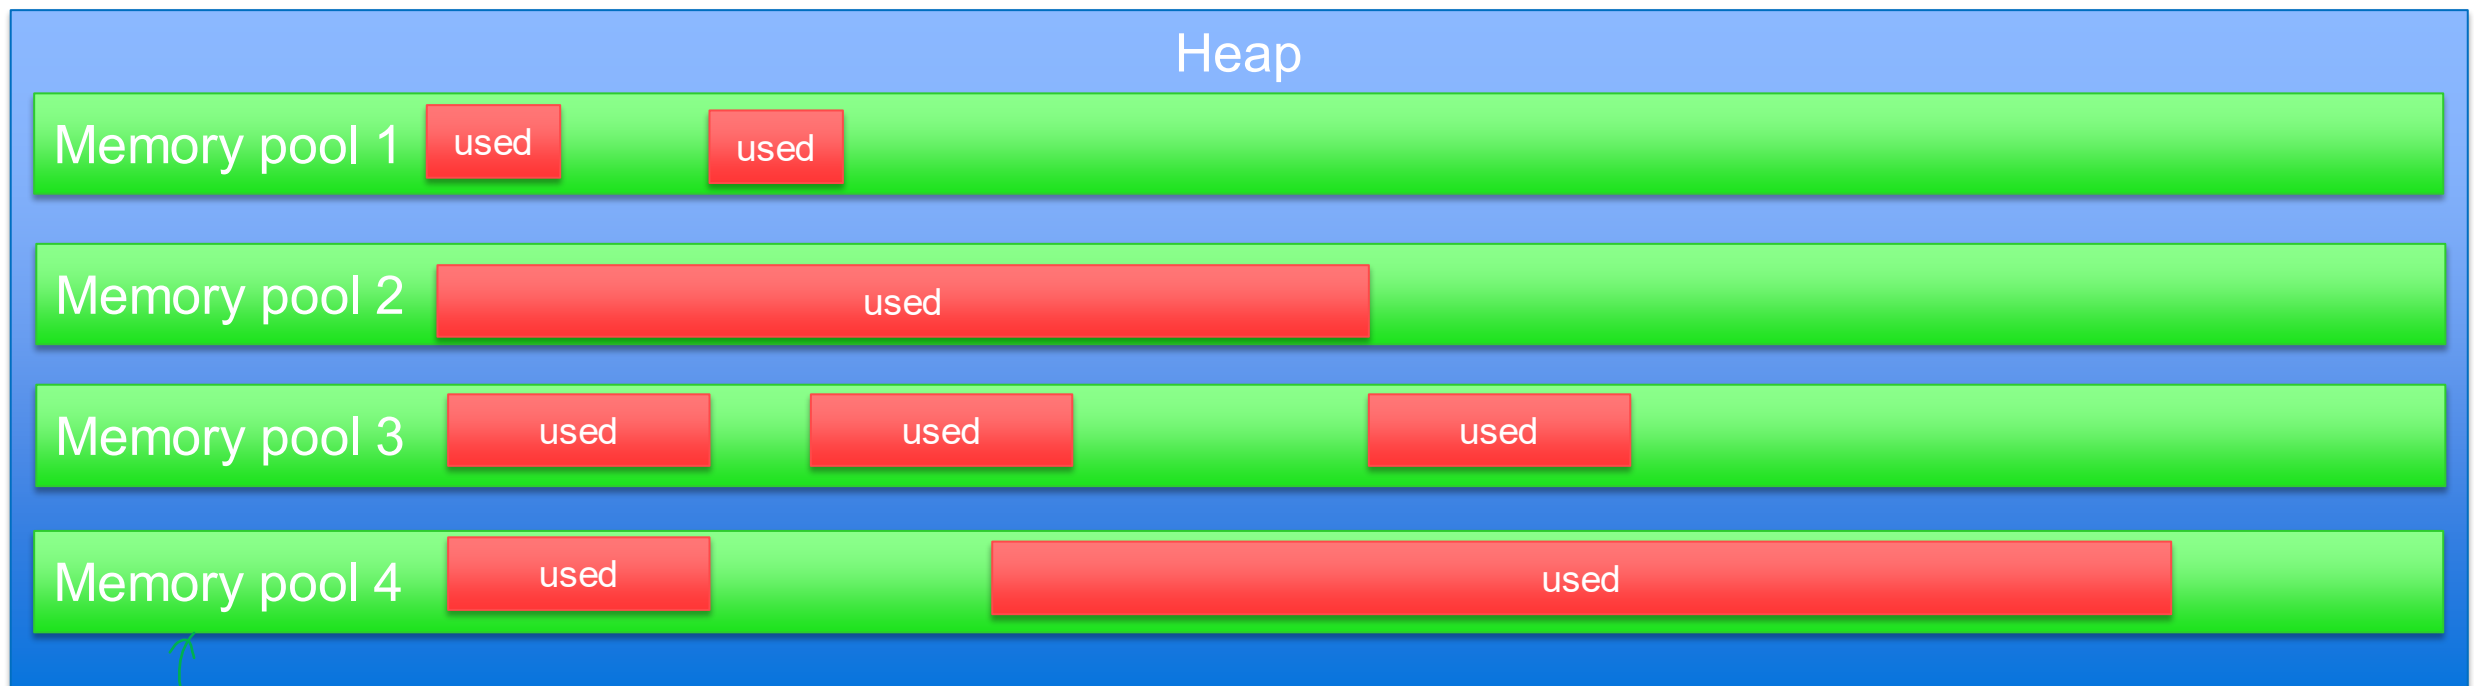 Heap
Memory pool 1 used used
Memory pool 2 used
Memory pool 3 used used used
Memory pool 4 used used